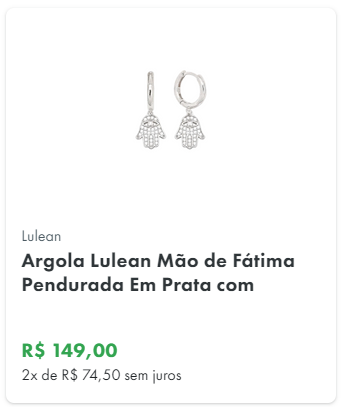 Lulean
Argola Lulean Mão de Fátima
Pendurada Em Prata com
R$ 149,00
2x de R$ 74,50 sem juros